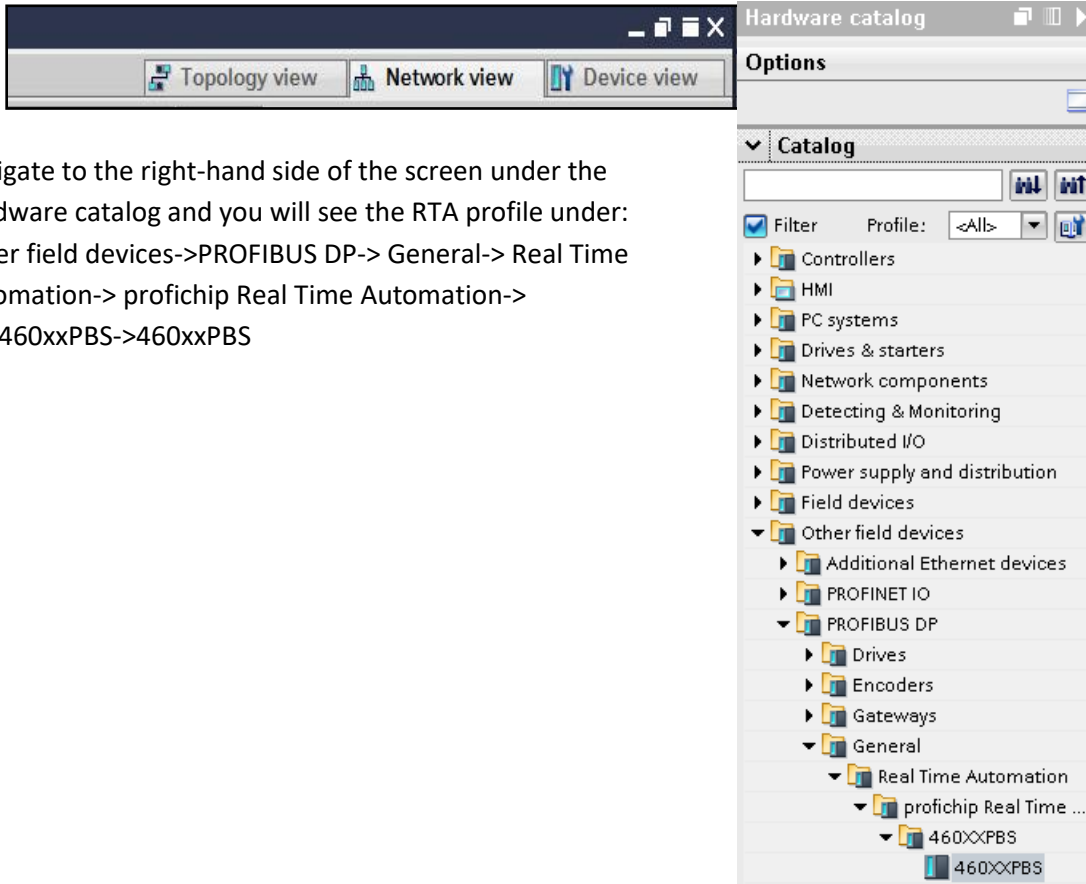 Topology view Network view Device view
igate to the right-hand side of the screen under the
dware catalog and you will see the RTA profile under:
er field devices->PROFIBUS DP-> General-> Real Time
omation-> profichip Real Time Automation->
460xxPBS->460xxPBS
Hardware catalog
Options
Catalog
Filter Profile: <All>
Controllers
HMI
PC systems
Drives & starters
Network components
Detecting & Monitoring
Distributed I/O
Power supply and distribution
Field devices
Other field devices
Additional Ethernet devices
PROFINET IO
PROFIBUS DP
Drives
Encoders
Gateways
General
Real Time Automation
profichip Real Time ...
460XXPBS
460XXPBS